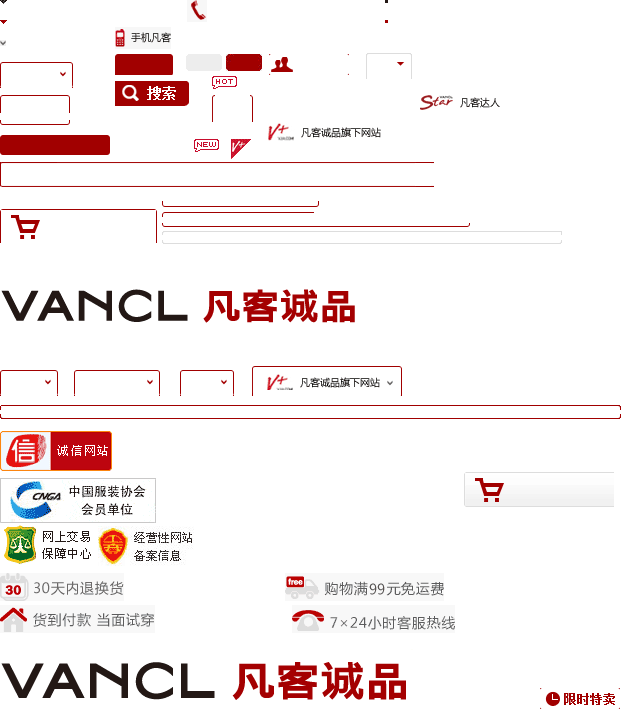 手机凡客
HOT
搜索
Star 凡客达人
V+ 凡客诚品旗下网站
NEW
V+
VANCL 凡客诚品
V+ 凡客诚品旗下网站
信 诚信网站
CNGA 中国服装协会
会员单位
网上交易
保障中心
经营性网站
备案信息
30 30天内退换货
free 购物满99元免运费
货到付款 当面试穿
7×24小时客服热线
VANCL 凡客诚品
限时特卖